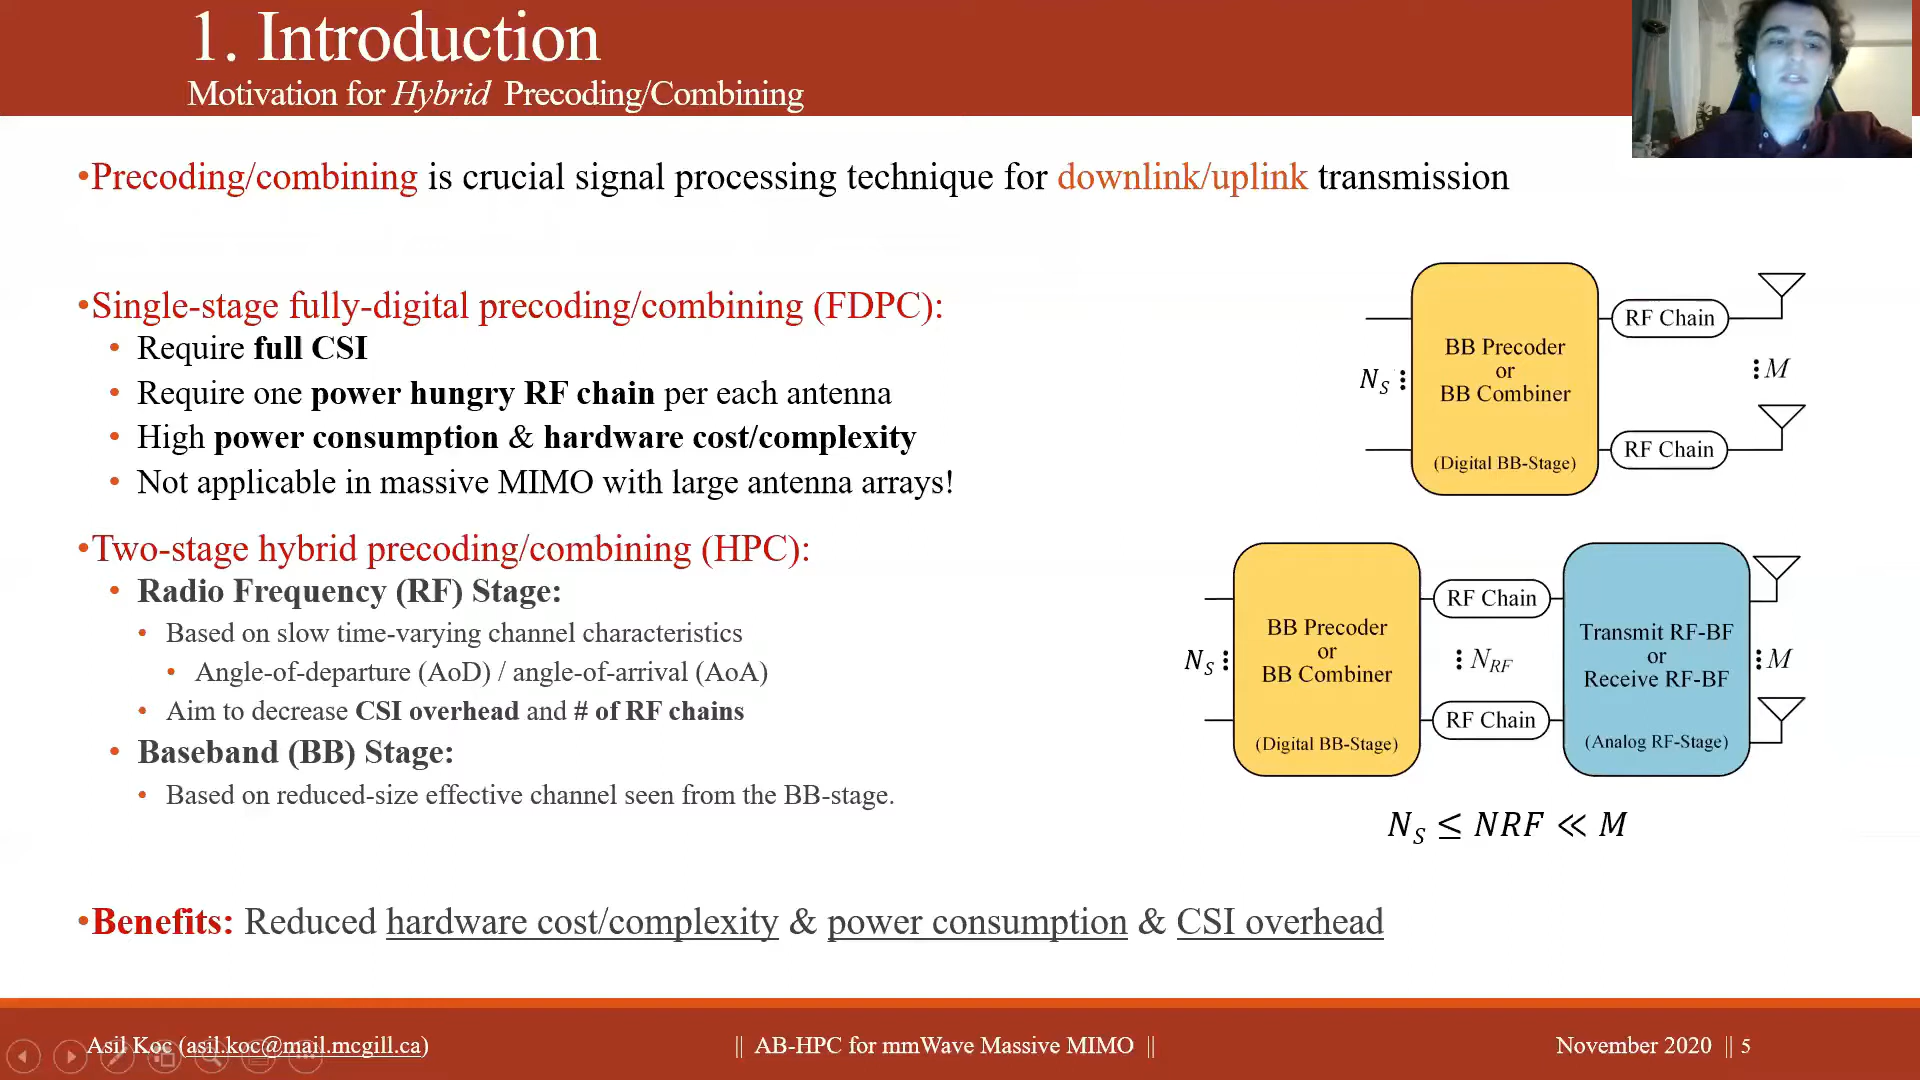 1. Introduction
Motivation for Hybrid Precoding/Combining
•Precoding/combining is crucial signal processing technique for downlink/uplink transmission
•Single-stage fully-digital precoding/combining (FDPC):
• Require full CSI
• Require one power hungry RF chain per each antenna
• High power consumption & hardware cost/complexity
• Not applicable in massive MIMO with large antenna arrays!
BB Precoder
or
BB Combiner
(Digital BB-Stage)
N_S ⋮
RF Chain
⋮ M
RF Chain
•Two-stage hybrid precoding/combining (HPC):
• Radio Frequency (RF) Stage:
• Based on slow time-varying channel characteristics
• Angle-of-departure (AoD) / angle-of-arrival (AoA)
• Aim to decrease CSI overhead and # of RF chains
• Baseband (BB) Stage:
• Based on reduced-size effective channel seen from the BB-stage.
N_S ⋮
BB Precoder
or
BB Combiner
(Digital BB-Stage)
RF Chain
⋮ N_RF
RF Chain
Transmit RF-BF
or
Receive RF-BF
(Analog RF-Stage)
⋮ M
N_S ≤ NRF ≪ M
•Benefits: Reduced hardware cost/complexity & power consumption & CSI overhead
Asil Koc (asil.koc@mail.mcgill.ca)
|| AB-HPC for mmWave Massive MIMO ||
November 2020 || 5